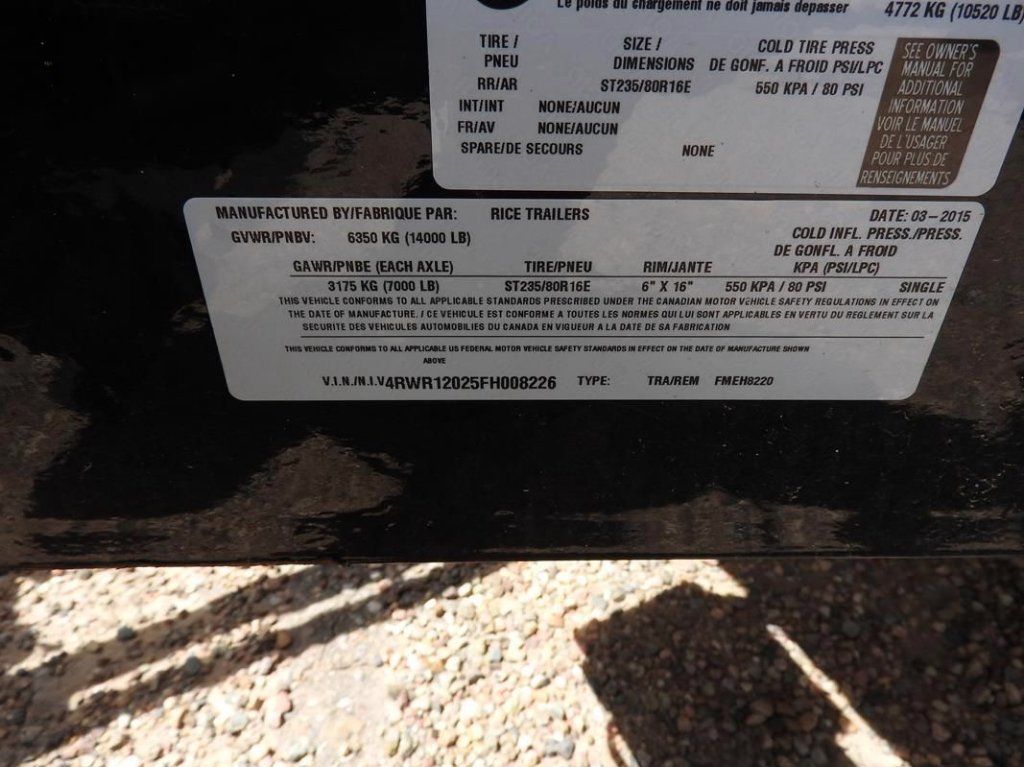 Le poids du chargement ne doit jamais depasser 4772 KG (10520 LB)
TIRE / SIZE / COLD TIRE PRESS
PNEU DIMENSIONS DE GONF. A FROID PSI/LPC
RR/AR ST235/80R16E 550 KPA / 80 PSI
INT/INT NONE/AUCUN
FR/AV NONE/AUCUN
SPARE/DE SECOURS NONE
SEE OWNER'S
MANUAL FOR
ADDITIONAL
INFORMATION
VOIR LE MANUEL
DE L'USAGER
POUR PLUS DE
RENSEIGNEMENTS
MANUFACTURED BY/FABRIQUE PAR: RICE TRAILERS DATE: 03-2015
GVWR/PNBV: 6350 KG (14000 LB) COLD INFL. PRESS./PRESS.
DE GONFL. A FROID
GAWR/PNBE (EACH AXLE) TIRE/PNEU RIM/JANTE KPA (PSI/LPC)
3175 KG (7000 LB) ST235/80R16E 6" X 16" 550 KPA / 80 PSI SINGLE
THIS VEHICLE CONFORMS TO ALL APPLICABLE STANDARDS PRESCRIBED UNDER THE CANADIAN MOTOR VEHICLE SAFETY REGULATIONS IN EFFECT ON
THE DATE OF MANUFACTURE. / CE VEHICULE EST CONFORME A TOUTES LES NORMES QUI LUI SONT APPLICABLES EN VERTU DU REGLEMENT SUR LA
SECURITE DES VEHICULES AUTOMOBILIES DU CANADA EN VIGUEUR A LA DATE DE SA FABRICATION
THIS VEHICLE CONFORMS TO ALL APPLICABLE US FEDERAL MOTOR VEHICLE SAFETY STANDARDS IN EFFECT ON THE DATE OF MANUFACTURE SHOWN
ABOVE
V.I.N./N.I.V 4RWR12025FH008226 TYPE: TRA/REM FMEH8220